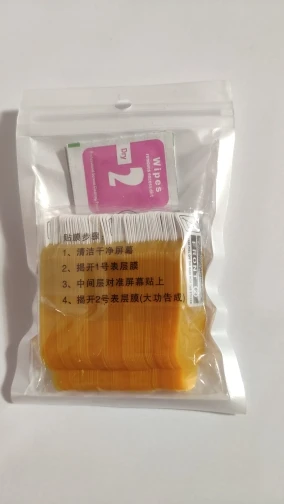 Wipes
Dry
2
贴膜步骤:
1、清洁干净屏幕
2、揭开1号表层膜
3、中间层对准屏幕贴上
4、揭开2号表层膜(大功告成)